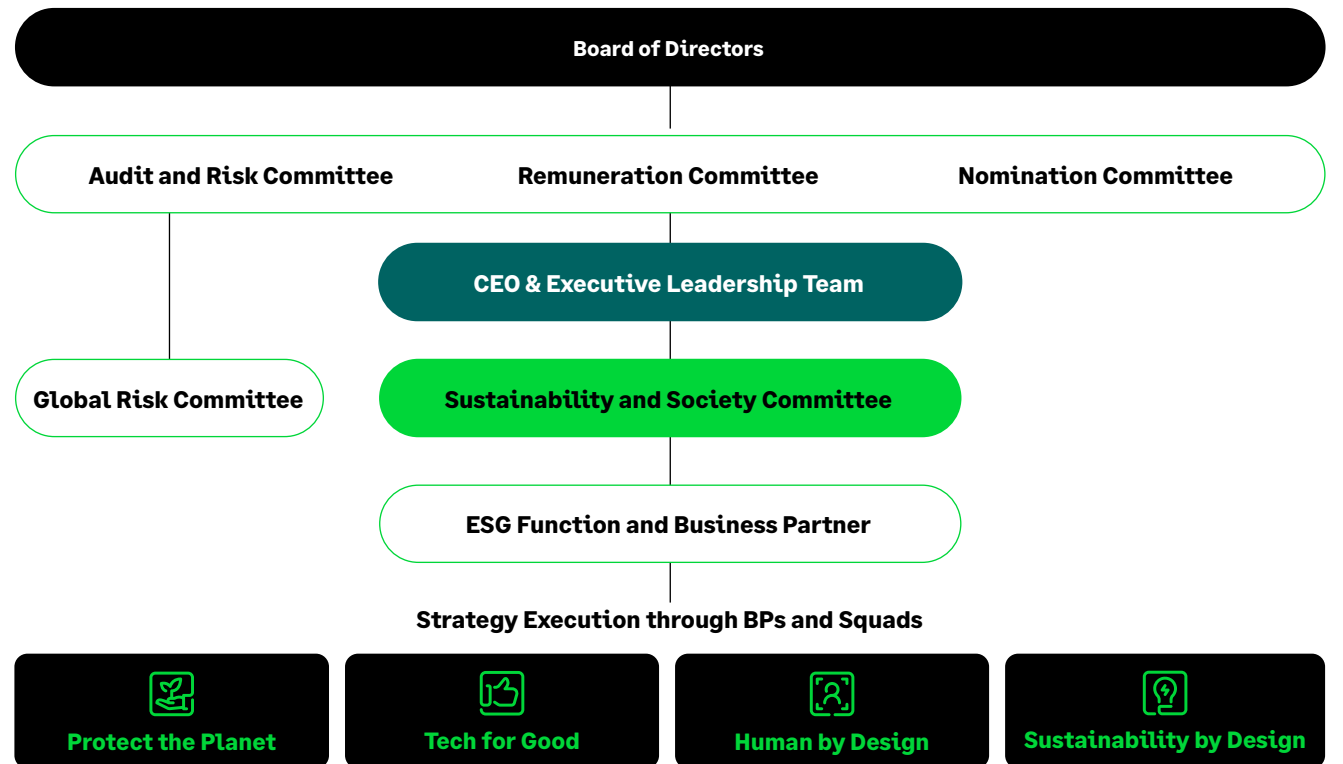 Board of Directors
Audit and Risk Committee
Remuneration Committee
Nomination Committee
CEO & Executive Leadership Team
Global Risk Committee
Sustainability and Society Committee
ESG Function and Business Partner
Strategy Execution through BPs and Squads
Protect the Planet
Tech for Good
Human by Design
Sustainability by Design